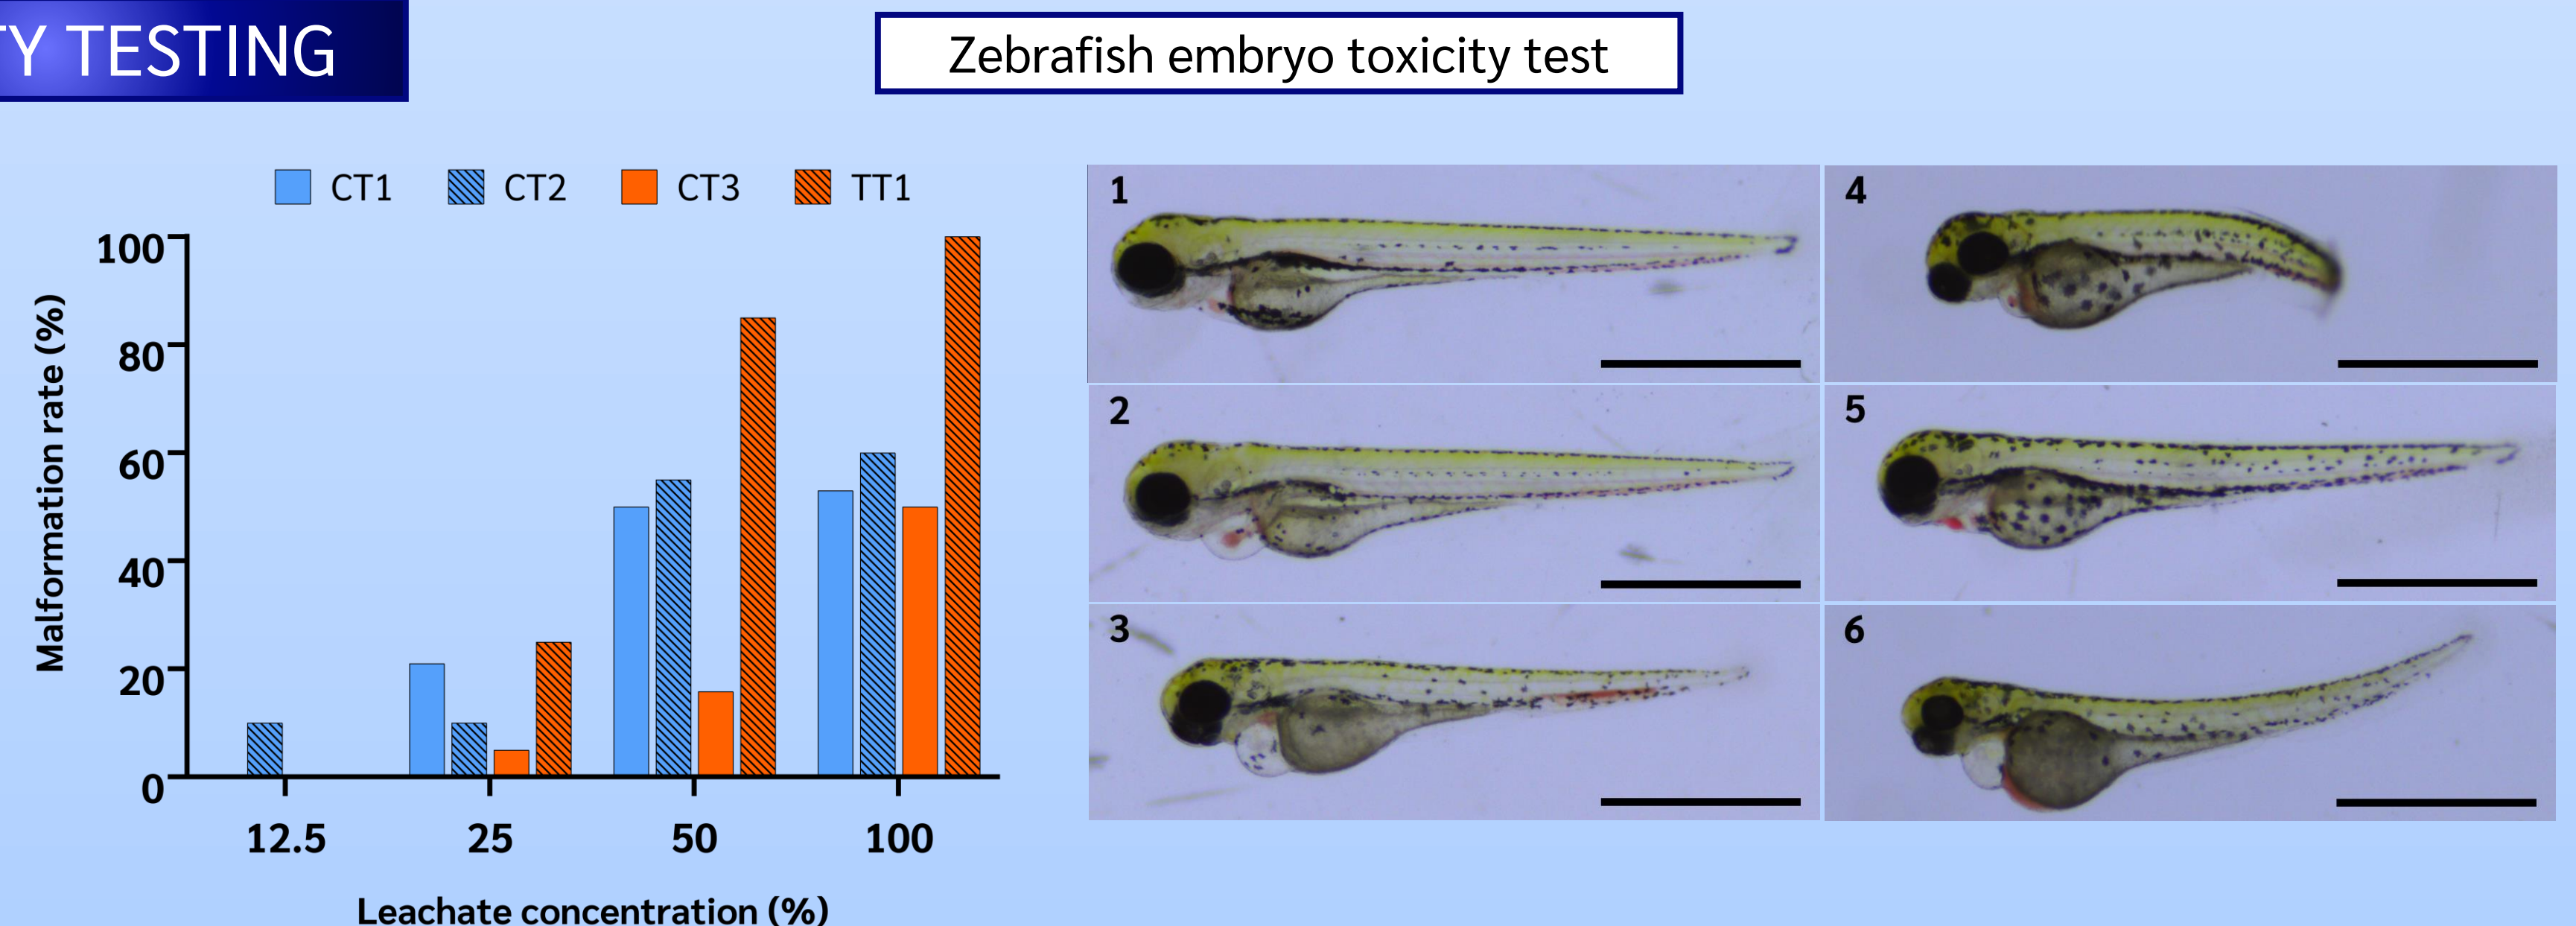 TY TESTING
Zebrafish embryo toxicity test
CT1 CT2 CT3 TT1
Malformation rate (%)
100
80
60
40
20
0
12.5 25 50 100
Leachate concentration (%)
1
2
3
4
5
6